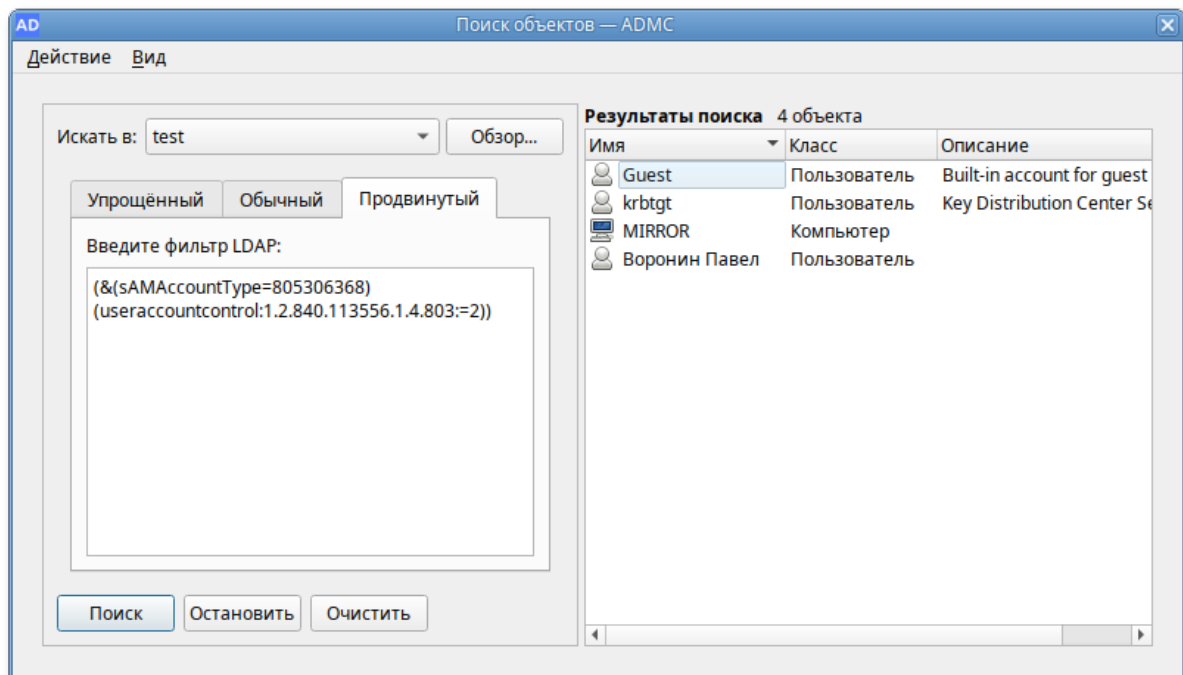 AD Поиск объектов — ADMC
Действие Вид
Искать в: test Обзор...
Упрощённый Обычный Продвинутый
Введите фильтр LDAP:
(&(sAMAccountType=805306368)
(useraccountcontrol:1.2.840.113556.1.4.803:=2))
Поиск Остановить Очистить
Результаты поиска 4 объекта
Имя Класс Описание
Guest Пользователь Built-in account for guest
krbtgt Пользователь Key Distribution Center Se
MIRROR Компьютер
Воронин Павел Пользователь